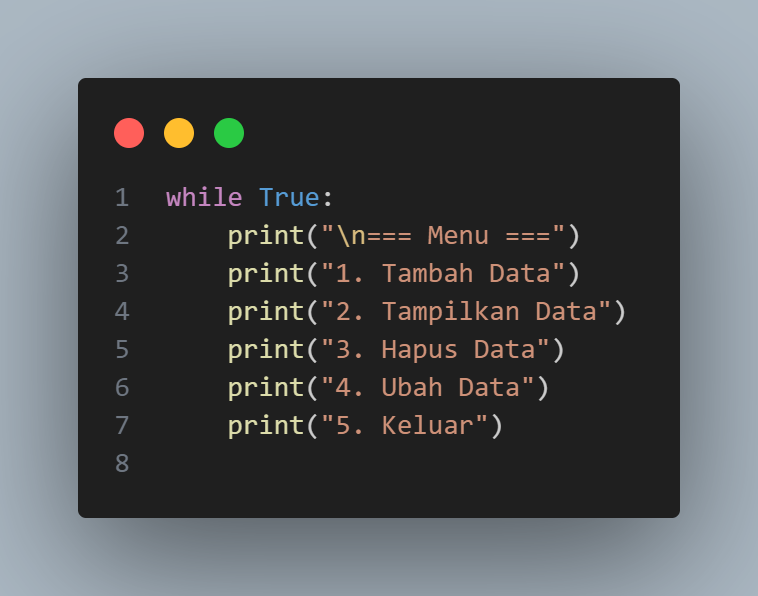 1 while True:
2     print("\n=== Menu ===")
3     print("1. Tambah Data")
4     print("2. Tampilkan Data")
5     print("3. Hapus Data")
6     print("4. Ubah Data")
7     print("5. Keluar")
8